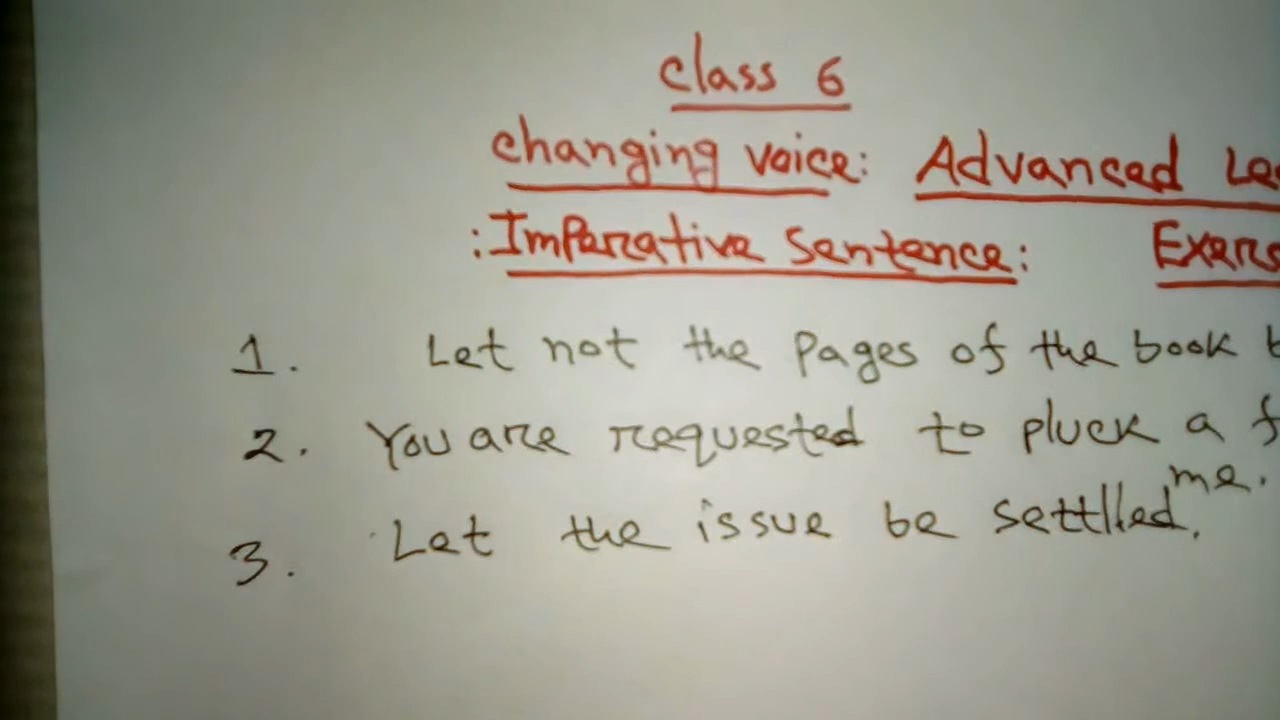 class 6
changing voice: Advanced
:Imperative Sentence:
1. Let not the pages of the book
2. You are requested to pluck a
me.
3. Let the issue be settlled,